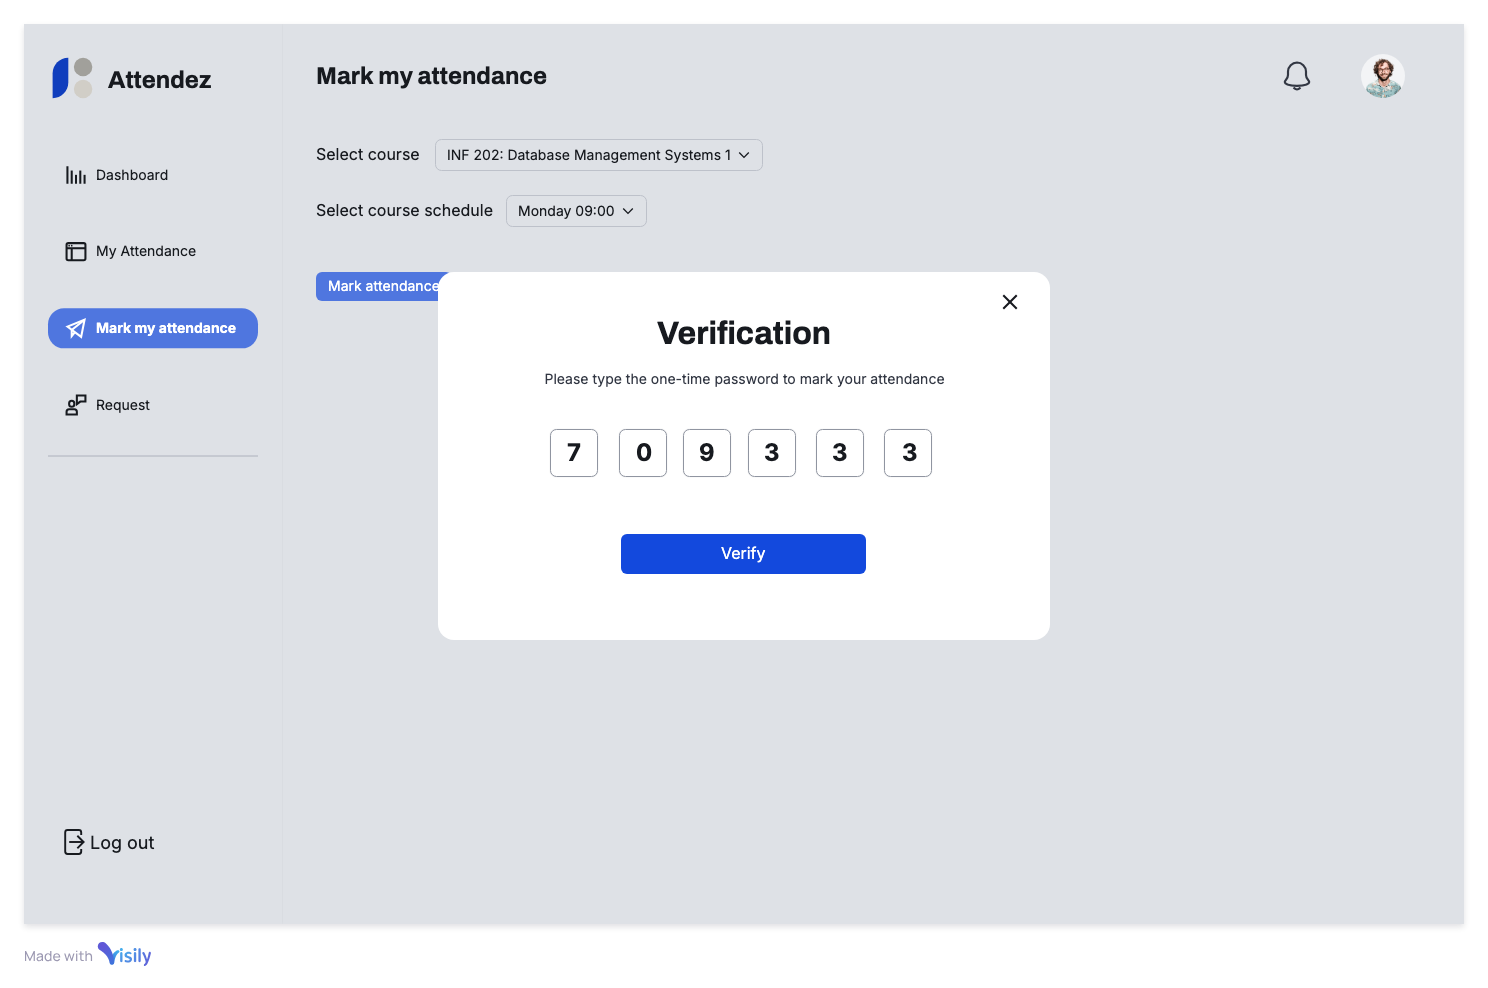 Attendez
Mark my attendance
Select course
INF 202: Database Management Systems 1
Dashboard
Select course schedule
Monday 09:00
My Attendance
Mark attendance
Mark my attendance
Verification
Please type the one-time password to mark your attendance
Request
7 0 9 3 3 3
Verify
Log out
Made with Visily